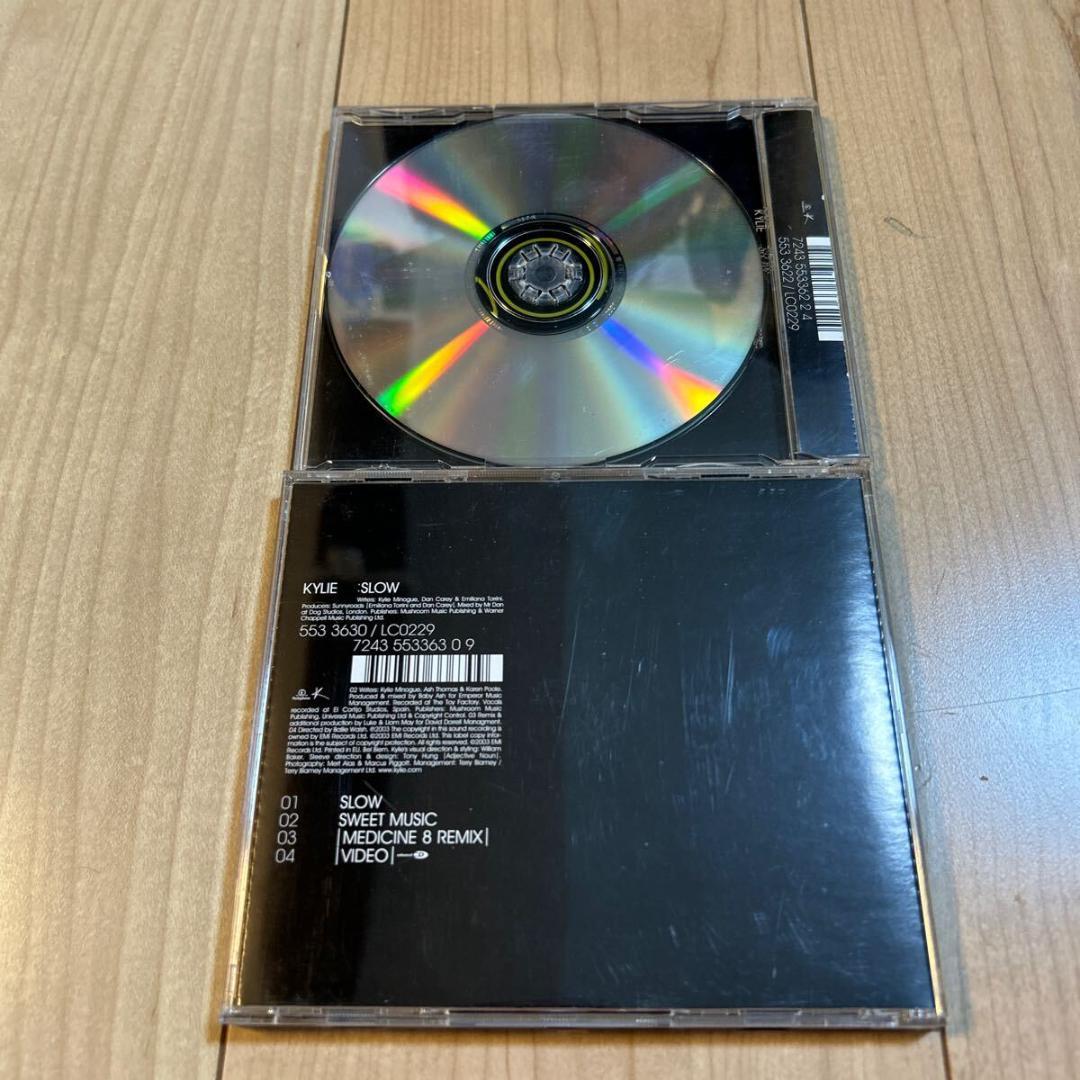 KYLIE
7243 553362 2 4
553 3622 / LC0229
KYLIE :SLOW
Writers: Kylie Minogue, Dan Carey & Emiliana Torrini.
Producers: Sunnyroads [Emiliana Torrini and Dan Carey]. Mixed by Mr Dan
at Dog Studios, London. Publishers: Mushroom Music Publishing & Warner
Chappell Music Publishing Ltd.
553 3630 / LC0229
7243 553363 0 9
02 Writers: Kylie Minogue, Ash Thomas & Karen Poole.
Produced & mixed by Baby Ash for Emperor Music
Management. Recorded at The Toy Factory. Vocals
recorded at El Cortijo Studios, Spain. Publishers: Mushroom Music
Publishing, Universal Music Publishing Ltd & Copyright Control. 03 Remix &
additional production by Luke & Liam May for David Dorrell Managment.
04 Directed by Baillie Walsh. ℗2003 The copyright in this sound recording is
owned by EMI Records Ltd. ©2003 EMI Records Ltd. This label copy infor-
mation is the subject of copyright protection. All rights reserved. ©2003 EMI
Records Ltd. Printed in EU. Bel Biem. Kylie's visual direction & styling: William
Baker. Sleeve direction & design: Tony Hung [Adjective Noun].
Photography: Mert Alas & Marcus Piggott. Management: Terry Blamey /
Terry Blamey Management Ltd. www.kylie.com
01 SLOW
02 SWEET MUSIC
03 |MEDICINE 8 REMIX|
04 |VIDEO|